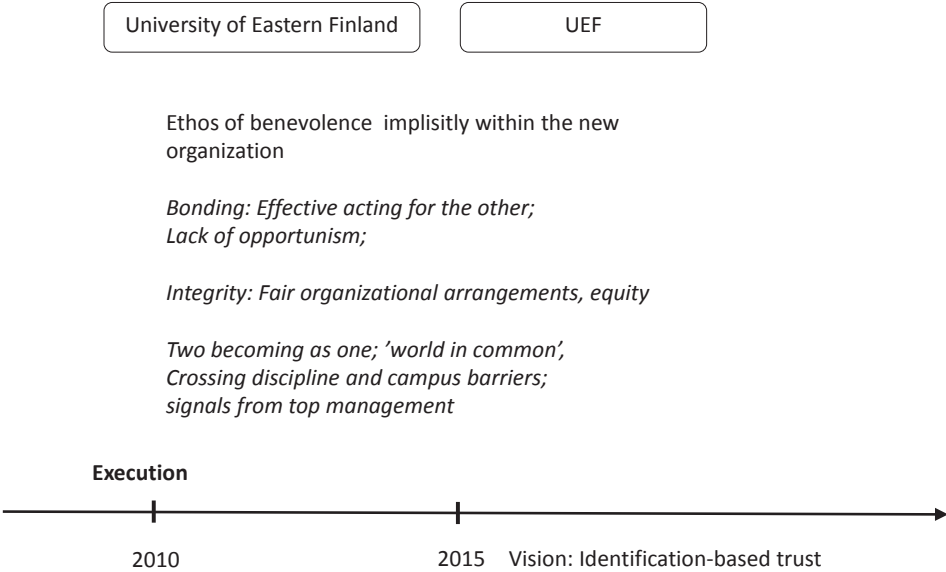 University of Eastern Finland
UEF
Ethos of benevolence implisitly within the new
organization
Bonding: Effective acting for the other;
Lack of opportunism;
Integrity: Fair organizational arrangements, equity
Two becoming as one; ’world in common’,
Crossing discipline and campus barriers;
signals from top management
Execution
2010
2015 Vision: Identification-based trust